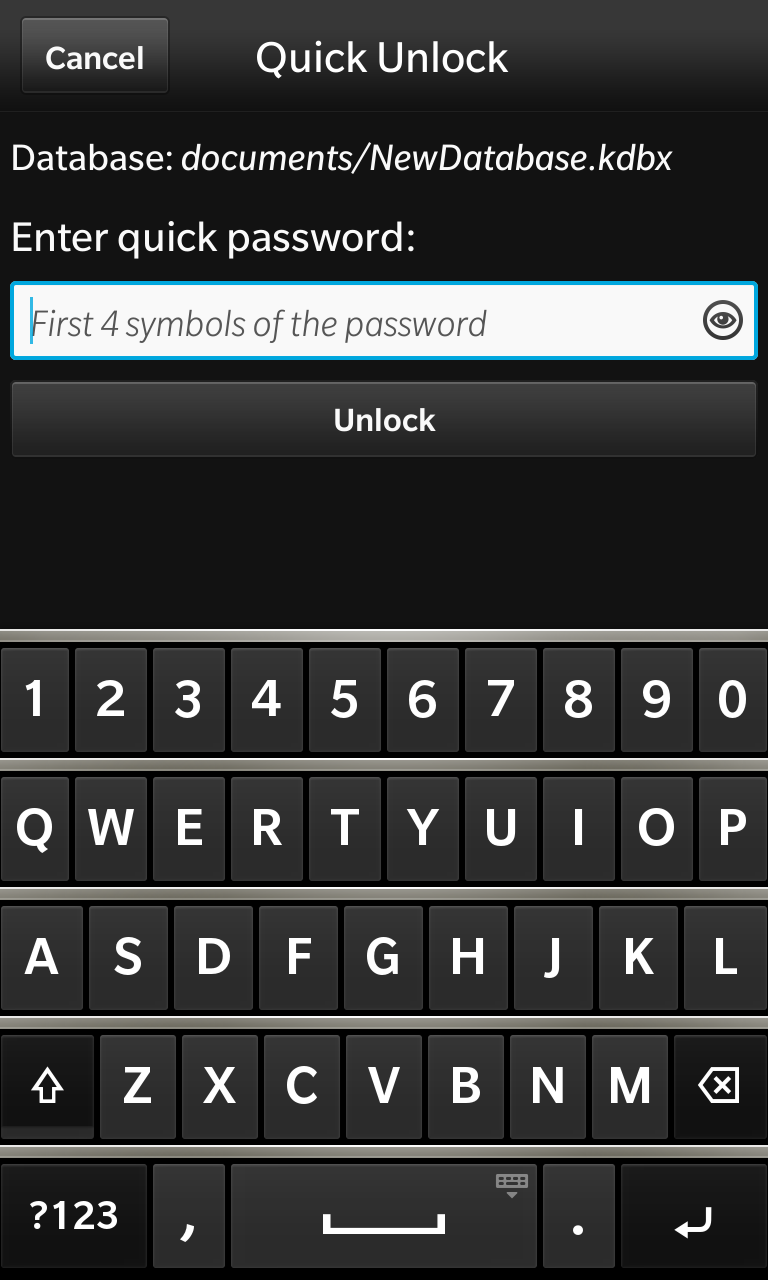 Cancel
Quick Unlock
Database: documents/NewDatabase.kdbx
Enter quick password:
First 4 symbols of the password
Unlock
1 2 3 4 5 6 7 8 9 0
Q W E R T Y U I O P
A S D F G H J K L
Z X C V B N M
?123 , .